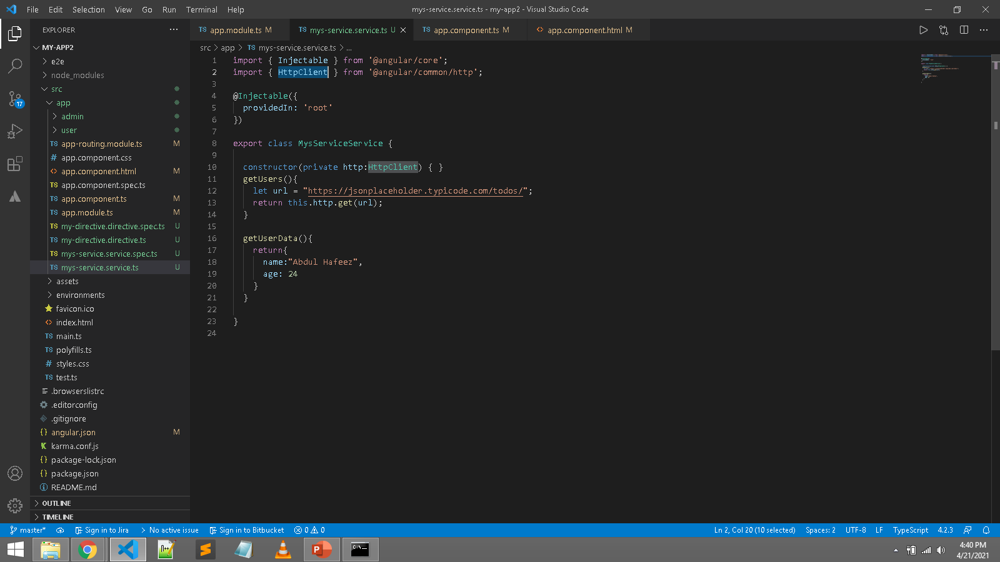 File Edit Selection View Go Run Terminal Help
mys-service.service.ts - my-app2 - Visual Studio Code
EXPLORER
MY-APP2
e2e
node_modules
src
app
admin
user
TS app-routing.module.ts M
# app.component.css
<> app.component.html M
TS app.component.spec.ts
TS app.component.ts M
TS app.module.ts M
TS my-directive.directive.spec.ts U
TS my-directive.directive.ts U
TS mys-service.service.spec.ts U
TS mys-service.service.ts U
assets
environments
favicon.ico
<> index.html
TS main.ts
TS polyfills.ts
# styles.css
TS test.ts
.browserslistrc
.editorconfig
.gitignore
{} angular.json M
K karma.conf.js
{} package-lock.json
{} package.json
README.md
OUTLINE
TIMELINE
17
TS app.module.ts M
TS mys-service.service.ts U
TS app.component.ts M
<> app.component.html M
src > app > TS mys-service.service.ts > ...
1 import { Injectable } from '@angular/core';
2 import { HttpClient } from '@angular/common/http';
3
4 @Injectable({
5 providedIn: 'root'
6 })
7
8 export class MysServiceService {
9
10 constructor(private http:HttpClient) { }
11 getUsers(){
12 let url = "https://jsonplaceholder.typicode.com/todos/";
13 return this.http.get(url);
14 }
15
16 getUserData(){
17 return{
18 name:"Abdul Hafeez",
19 age: 24
20 }
21 }
22
23 }
24
master* Sign in to Jira > No active issue Sign in to Bitbucket 0 0
Ln 2, Col 20 (10 selected) Spaces: 2 UTF-8 LF TypeScript 4.2.3
4:40 PM
4/21/2021